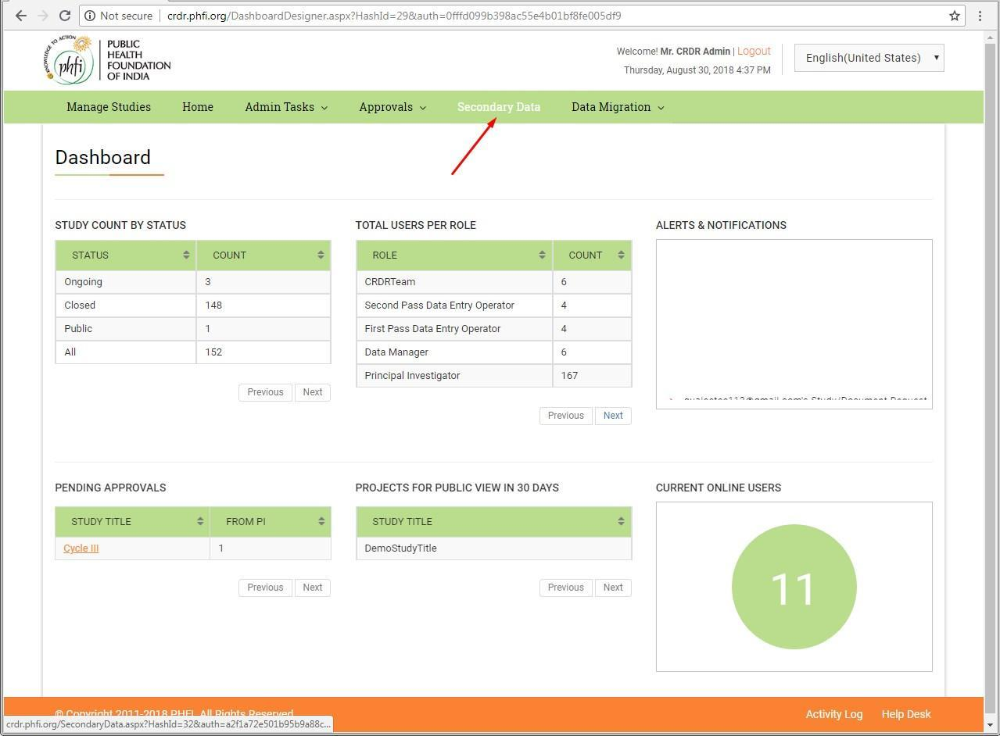 Not secure | crdr.phfi.org/DashboardDesigner.aspx?HashId=29&auth=0fffd099b398ac55e4b01bf8fe005df9
KNOWLEDGE TO ACTION
phfi
PUBLIC
HEALTH
FOUNDATION
OF INDIA
Welcome! Mr. CRDR Admin | Logout
Thursday, August 30, 2018 4:37 PM
English(United States)
Manage Studies Home Admin Tasks Approvals Secondary Data Data Migration
Dashboard
STUDY COUNT BY STATUS
STATUS COUNT
Ongoing 3
Closed 148
Public 1
All 152
Previous Next
TOTAL USERS PER ROLE
ROLE COUNT
CRDRTeam 6
Second Pass Data Entry Operator 4
First Pass Data Entry Operator 4
Data Manager 6
Principal Investigator 167
Previous Next
ALERTS & NOTIFICATIONS
Study/Document Request
PENDING APPROVALS
STUDY TITLE FROM PI
Cycle III 1
Previous Next
PROJECTS FOR PUBLIC VIEW IN 30 DAYS
STUDY TITLE
DemoStudyTitle
Previous Next
CURRENT ONLINE USERS
11
© Copyright 2011-2018 PHFI. All Rights Reserved
Activity Log Help Desk
crdr.phfi.org/SecondaryData.aspx?HashId=32&auth=a2f1a72e501b95b9a88c...